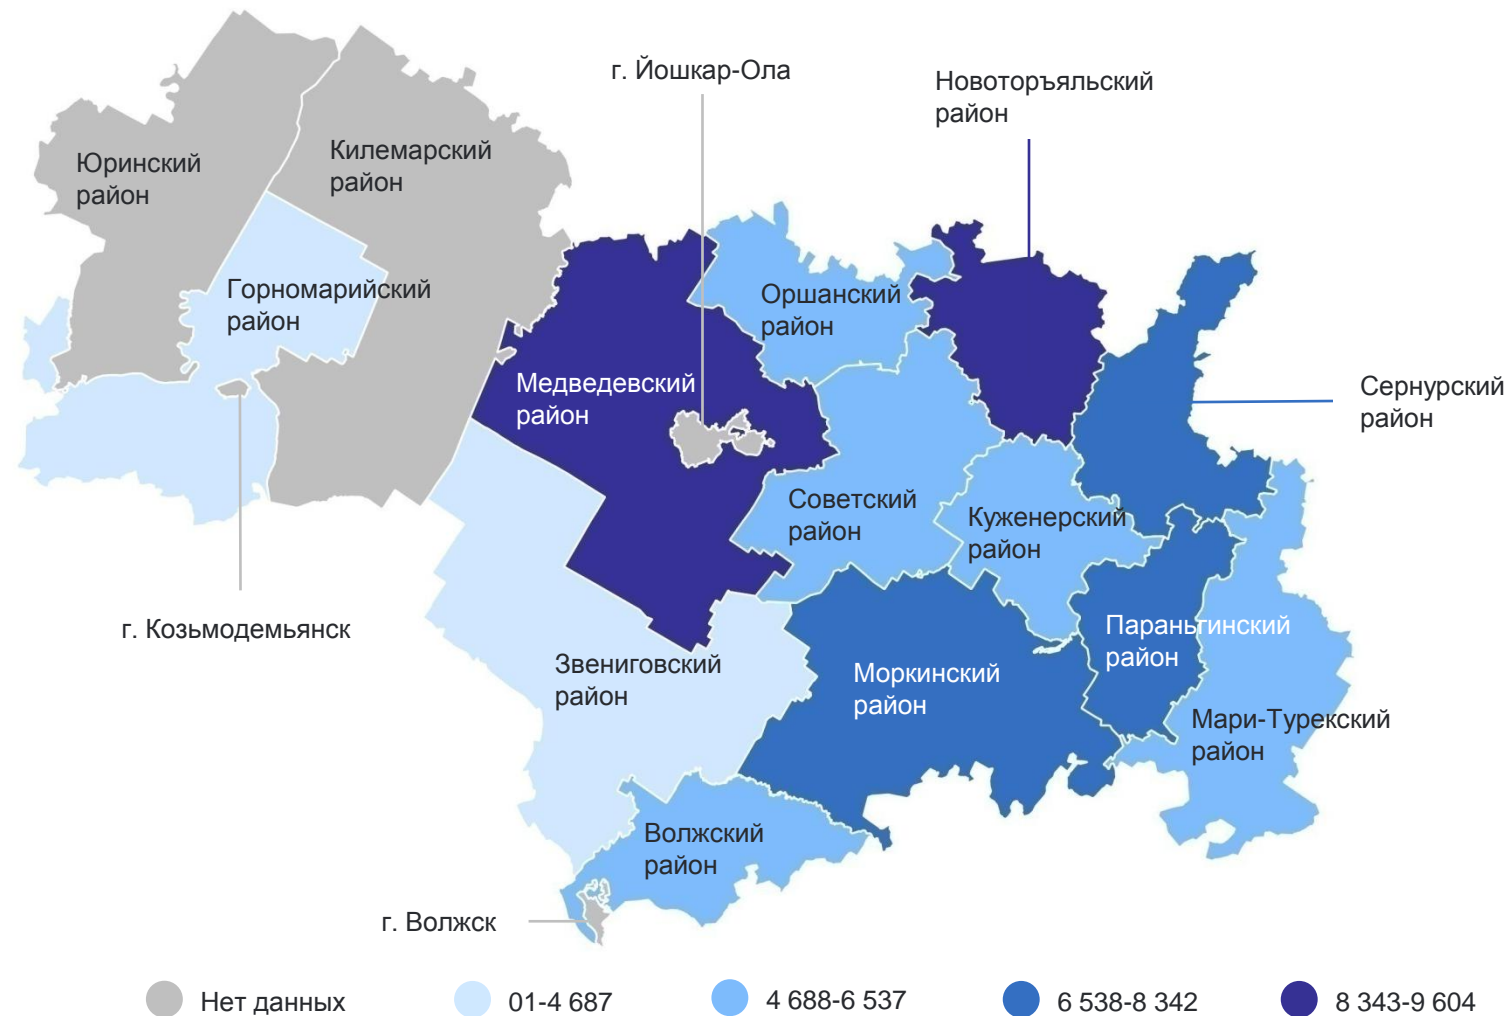 г. Йошкар-Ола
Новоторъяльский
район
Юринский
район
Килемарский
район
Горномарийский
район
Оршанский
район
Медведевский
район
Сернурский
район
Советский
район
Куженерский
район
г. Козьмодемьянск
Звениговский
район
Моркинский
район
Параньгинский
район
Мари-Турекский
район
Волжский
район
г. Волжск
Нет данных
01-4 687
4 688-6 537
6 538-8 342
8 343-9 604